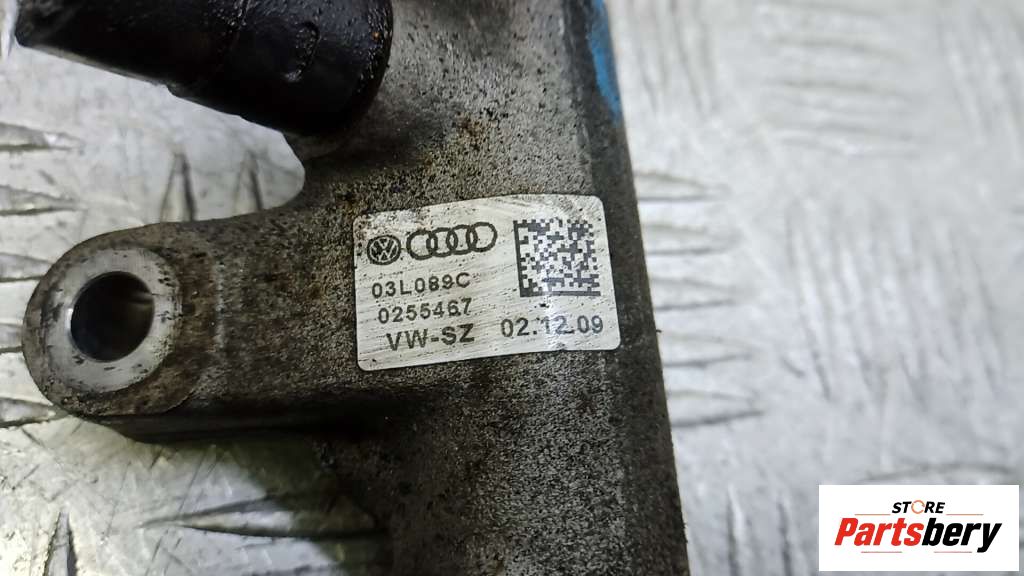 03L089C
0255467
VW-SZ 02.12.09
STORE
Partsbery